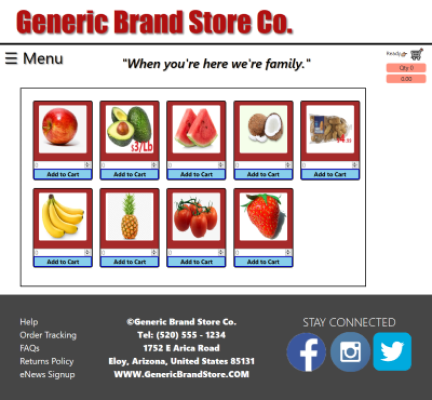 Generic Brand Store Co.
☰ Menu
"When you're here we're family."
Ready
Qty 0
0.00
$3/Lb
Add to Cart Add to Cart Add to Cart Add to Cart Add to Cart
Add to Cart Add to Cart Add to Cart Add to Cart
Help
Order Tracking
FAQs
Returns Policy
eNews Signup
©Generic Brand Store Co.
Tel: (520) 555 - 1234
1752 E Arica Road
Eloy, Arizona, United States 85131
WWW.GenericBrandStore.COM
STAY CONNECTED